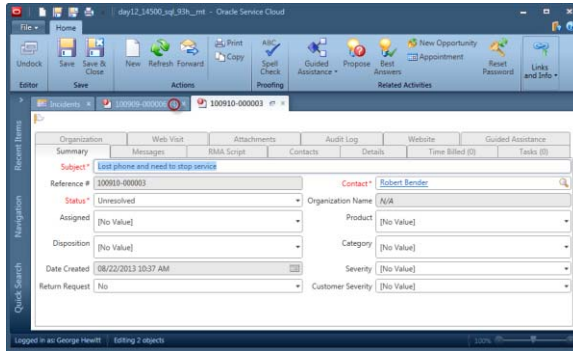 day12_14500_sql_93h_mt - Oracle Service Cloud
File Home
Undock Save Save & Close New Refresh Forward Print Copy ABC Spell Check Guided Assistance Propose Best Answers New Opportunity Appointment Reset Password Links and Info
Editor Save Actions Proofing Related Activities
Incidents 100909-000006 100910-000003
Organization Web Visit Attachments Audit Log Website Guided Assistance
Summary Messages RMA Script Contacts Details Time Billed (0) Tasks (0)
Subject* Lost phone and need to stop service
Reference # 100910-000003 Contact* Robert Bender
Status* Unresolved Organization Name N/A
Assigned [No Value] Product [No Value]
Disposition [No Value] Category [No Value]
Date Created 08/22/2013 10:37 AM Severity [No Value]
Return Request No Customer Severity [No Value]
Recent Items
Navigation
Quick Search
Logged in as: George Hewitt Editing 2 objects 100%